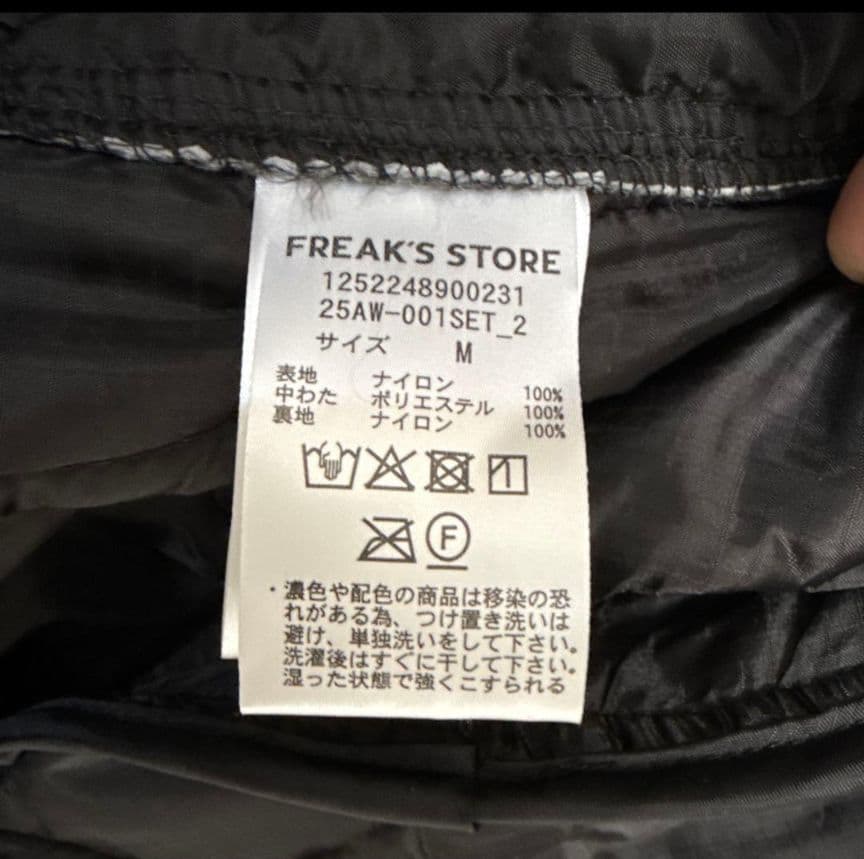 FREAK'S STORE
1252248900231
25AW-001SET_2
サイズ M
表地 ナイロン 100%
中わた ポリエステル 100%
裏地 ナイロン 100%
F
・濃色や配色の商品は移染の恐
れがある為、つけ置き洗いは
避け、単独洗いをして下さい。
洗濯後はすぐに干して下さい。
湿った状態で強くこすられる